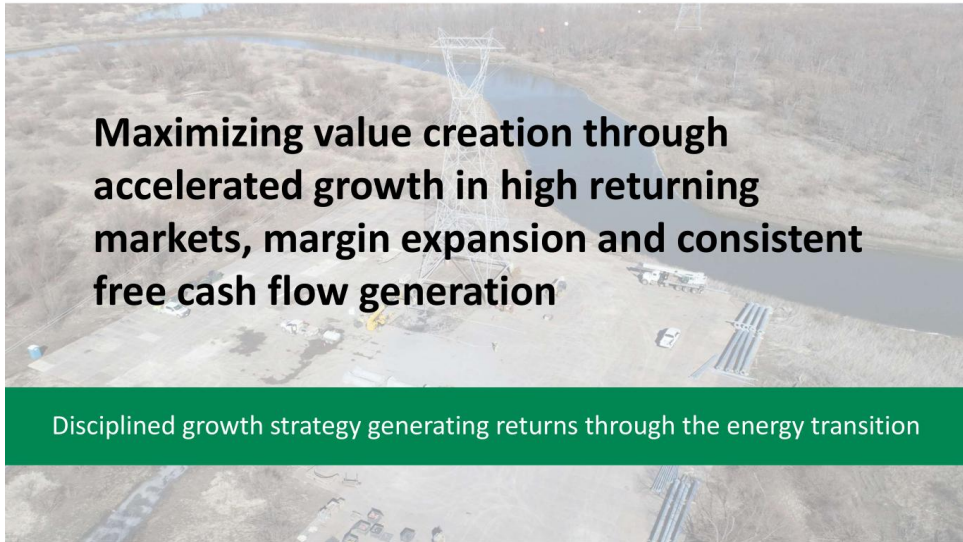 Maximizing value creation through
accelerated growth in high returning
markets, margin expansion and consistent
free cash flow generation
Disciplined growth strategy generating returns through the energy transition